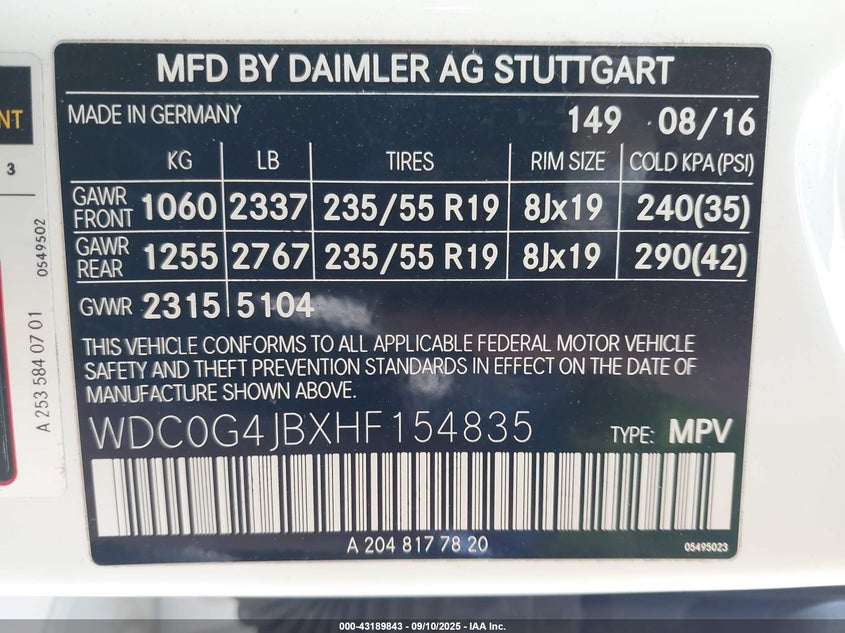 MFD BY DAIMLER AG STUTTGART
MADE IN GERMANY 149 08/16
KG LB TIRES RIM SIZE COLD KPA (PSI)
GAWR FRONT 1060 2337 235/55 R19 8Jx19 240(35)
GAWR REAR 1255 2767 235/55 R19 8Jx19 290(42)
GVWR 2315 5104
THIS VEHICLE CONFORMS TO ALL APPLICABLE FEDERAL MOTOR VEHICLE
SAFETY AND THEFT PREVENTION STANDARDS IN EFFECT ON THE DATE OF
MANUFACTURE SHOWN ABOVE.
WDC0G4JBXHF154835 TYPE: MPV
A 204 817 78 20 05495023
3
A 253 584 07 01 0549502
000-43189843 - 09/10/2025 - IAA Inc.